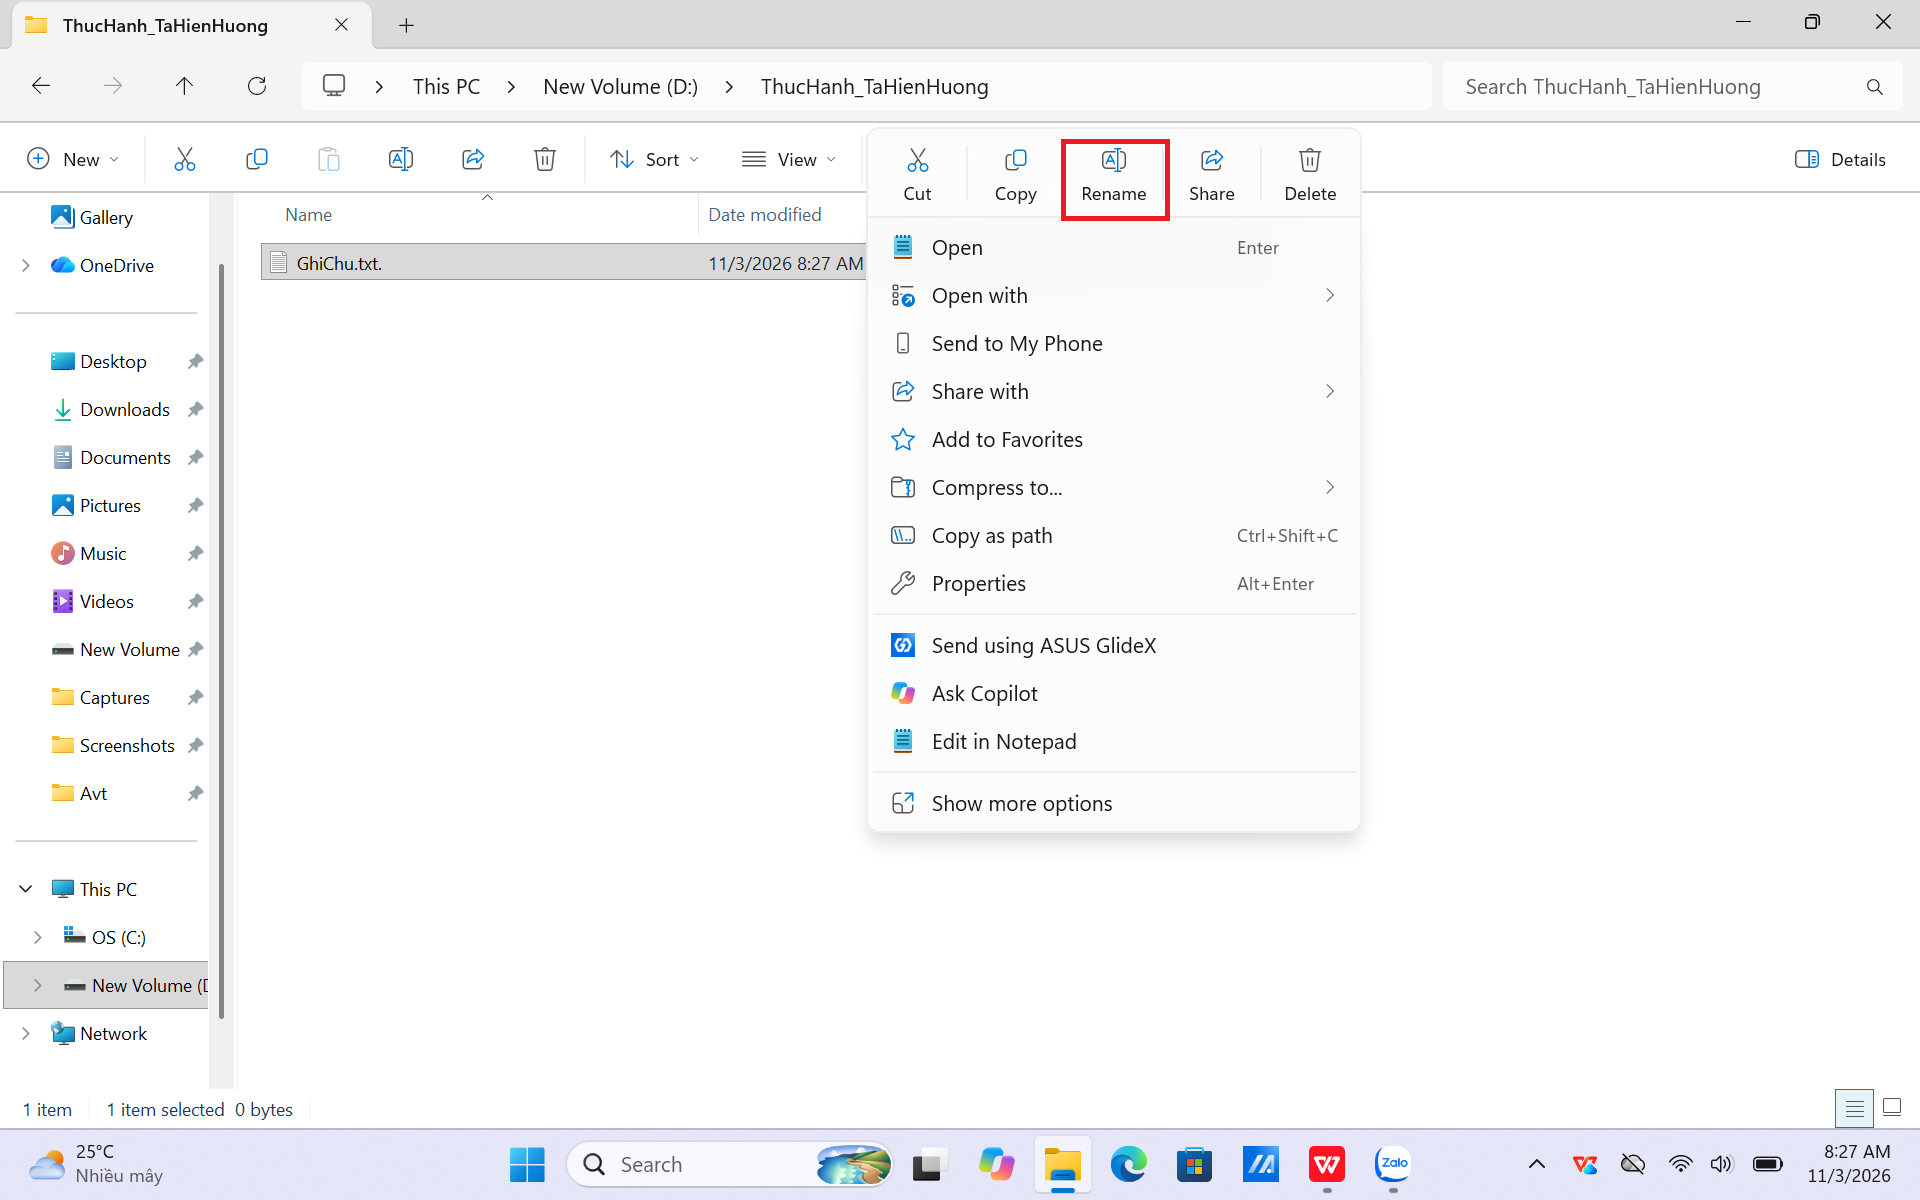 ThucHanh_TaHienHuong
This PC > New Volume (D:) > ThucHanh_TaHienHuong
Search ThucHanh_TaHienHuong
New
Sort
View
Details
Cut
Copy
Rename
Share
Delete
Name
Date modified
GhiChu.txt.
11/3/2026 8:27 AM
Open
Enter
Open with
Send to My Phone
Share with
Add to Favorites
Compress to...
Copy as path
Ctrl+Shift+C
Properties
Alt+Enter
Send using ASUS GlideX
Ask Copilot
Edit in Notepad
Show more options
Gallery
OneDrive
Desktop
Downloads
Documents
Pictures
Music
Videos
New Volume
Captures
Screenshots
Avt
This PC
OS (C:)
New Volume (D
Network
1 item
1 item selected 0 bytes
25°C
Nhiều mây
Search
Zalo
8:27 AM
11/3/2026